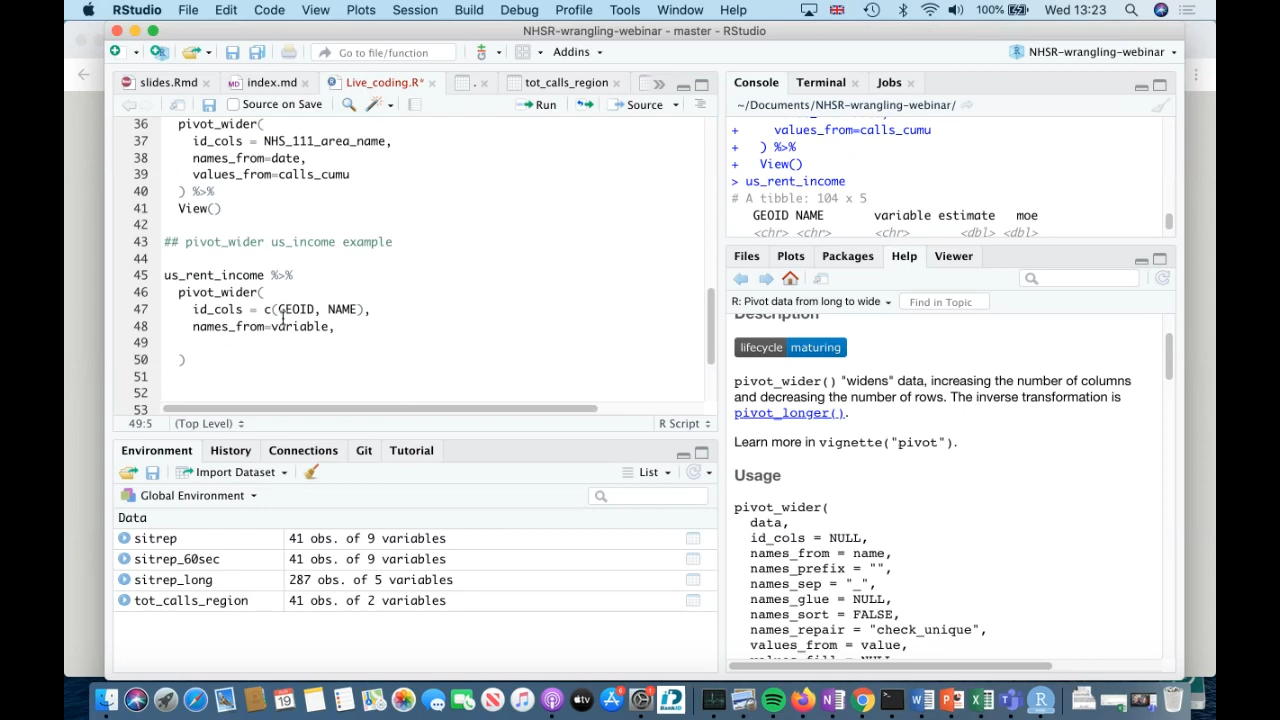 RStudio File Edit Code View Plots Session Build Debug Profile Tools Window Help 100% Wed 13:23
NHSR-wrangling-webinar - master - RStudio
Go to file/function Addins NHSR-wrangling-webinar
slides.Rmd index.md Live_coding.R* . tot_calls_region
Source on Save Run Source
36 pivot_wider(
37 id_cols = NHS_111_area_name,
38 names_from=date,
39 values_from=calls_cumu
40 ) %>%
41 View()
42
43 ## pivot_wider us_income example
44
45 us_rent_income %>%
46 pivot_wider(
47 id_cols = c(GEOID, NAME),
48 names_from=variable,
49
50 )
51
52
53
49:5 (Top Level) R Script
Console Terminal Jobs
~/Documents/NHSR-wrangling-webinar/
+ values_from=calls_cumu
+ ) %>%
+ View()
> us_rent_income
# A tibble: 104 x 5
GEOID NAME variable estimate moe
<chr> <chr> <chr> <dbl> <dbl>
Environment History Connections Git Tutorial
Import Dataset List
Global Environment
Data
sitrep 41 obs. of 9 variables
sitrep_60sec 41 obs. of 9 variables
sitrep_long 287 obs. of 5 variables
tot_calls_region 41 obs. of 2 variables
Files Plots Packages Help Viewer
R: Pivot data from long to wide Find in Topic
Description
lifecycle maturing
pivot_wider() "widens" data, increasing the number of columns
and decreasing the number of rows. The inverse transformation is
pivot_longer().
Learn more in vignette("pivot").
Usage
pivot_wider(
data,
id_cols = NULL,
names_from = name,
names_prefix = "",
names_sep = "_",
names_glue = NULL,
names_sort = FALSE,
names_repair = "check_unique",
values_from = value,
values_fill = NULL